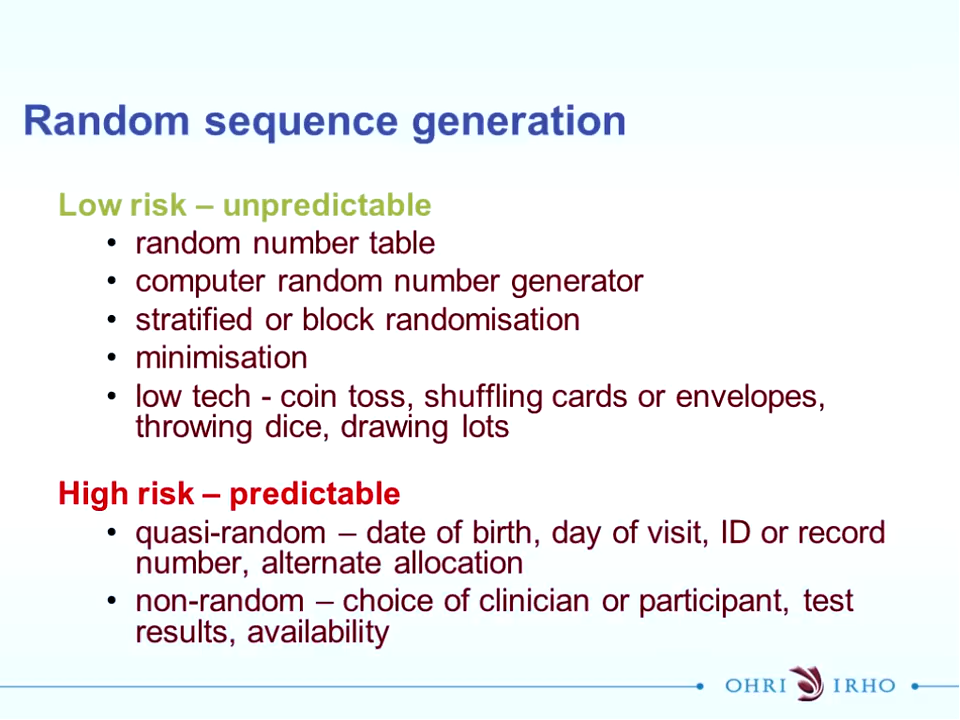 Random sequence generation
Low risk – unpredictable
• random number table
• computer random number generator
• stratified or block randomisation
• minimisation
• low tech - coin toss, shuffling cards or envelopes,
throwing dice, drawing lots
High risk – predictable
• quasi-random – date of birth, day of visit, ID or record
number, alternate allocation
• non-random – choice of clinician or participant, test
results, availability
OHRI IRHO